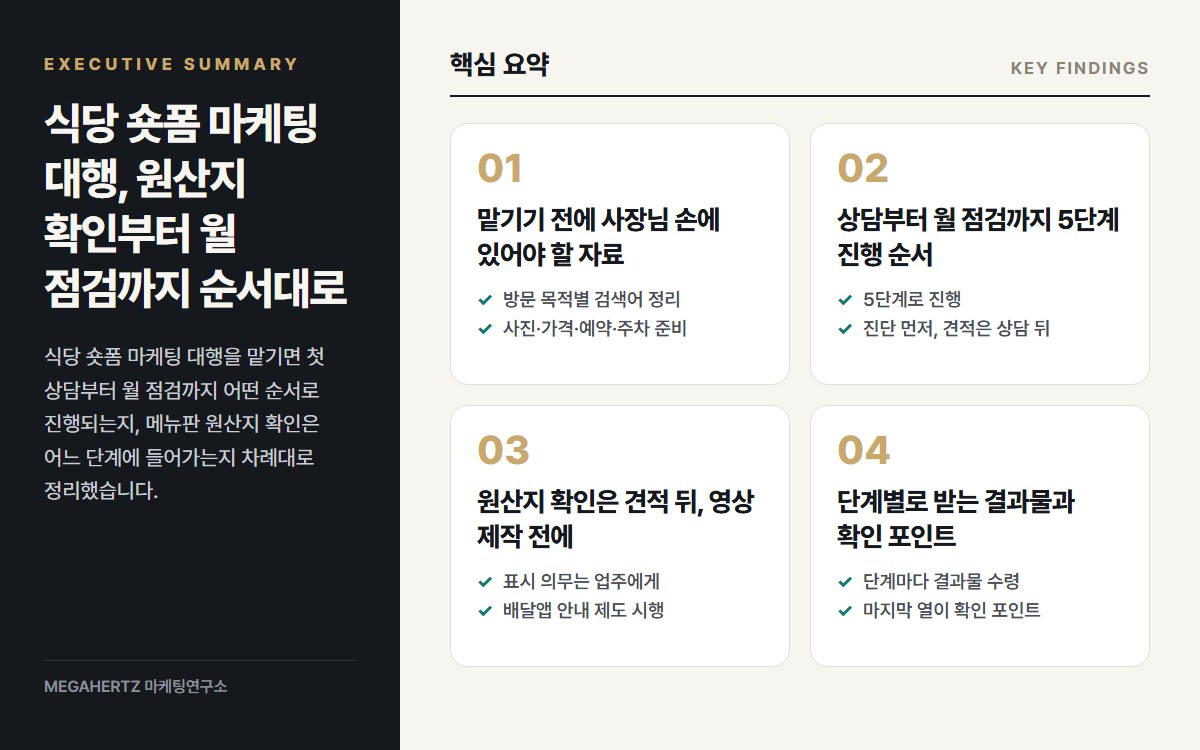 EXECUTIVE SUMMARY
식당 숏폼 마케팅
대행, 원산지
확인부터 월
점검까지 순서대로
식당 숏폼 마케팅 대행을 맡기면 첫
상담부터 월 점검까지 어떤 순서로
진행되는지, 메뉴판 원산지 확인은
어느 단계에 들어가는지 차례대로
정리했습니다.
MEGAHERTZ 마케팅연구소
핵심 요약
KEY FINDINGS
01
맡기기 전에 사장님 손에
있어야 할 자료
✓ 방문 목적별 검색어 정리
✓ 사진·가격·예약·주차 준비
02
상담부터 월 점검까지 5단계
진행 순서
✓ 5단계로 진행
✓ 진단 먼저, 견적은 상담 뒤
03
원산지 확인은 견적 뒤, 영상
제작 전에
✓ 표시 의무는 업주에게
✓ 배달앱 안내 제도 시행
04
단계별로 받는 결과물과
확인 포인트
✓ 단계마다 결과물 수령
✓ 마지막 열이 확인 포인트